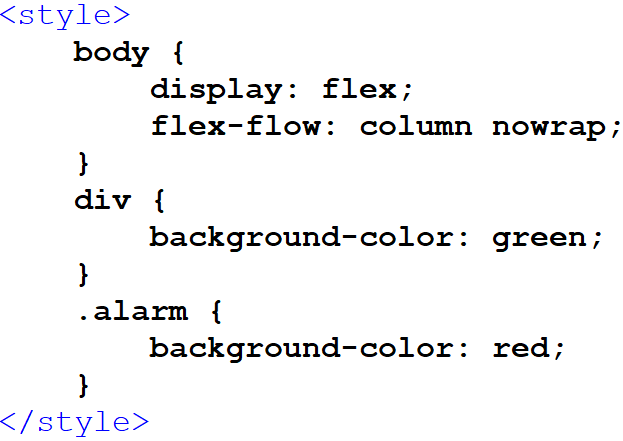 <style>
    body {
        display: flex;
        flex-flow: column nowrap;
    }
    div {
        background-color: green;
    }
    .alarm {
        background-color: red;
    }
</style>